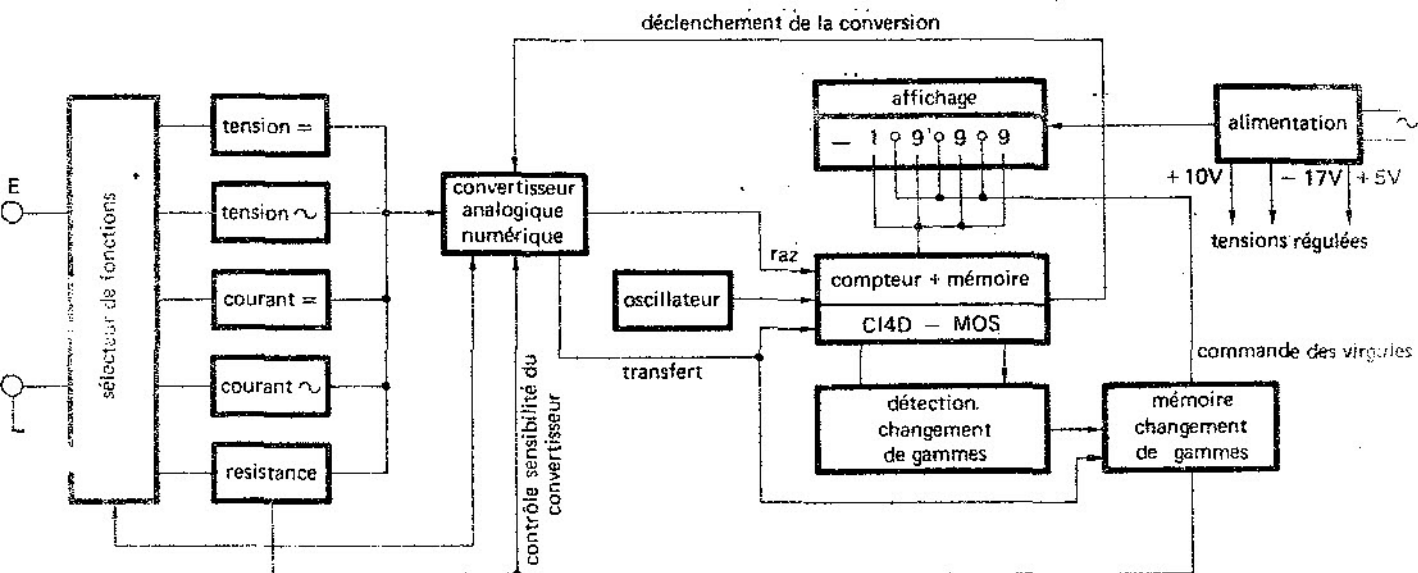 déclenchement de la conversion
E
sélecteur de fonctions
tension =
tension ∼
courant =
courant ∼
resistance
convertisseur
analogique
numérique
contrôle sensibilité du
convertisseur
raz
transfert
oscillateur
affichage
— 1 9 9 9
compteur + mémoire
CI4D — MOS
détection.
changement
de gammes
mémoire
changement
de gammes
commande des virgules
alimentation
∼
+ 10V — 17V + 5V
tensions régulées